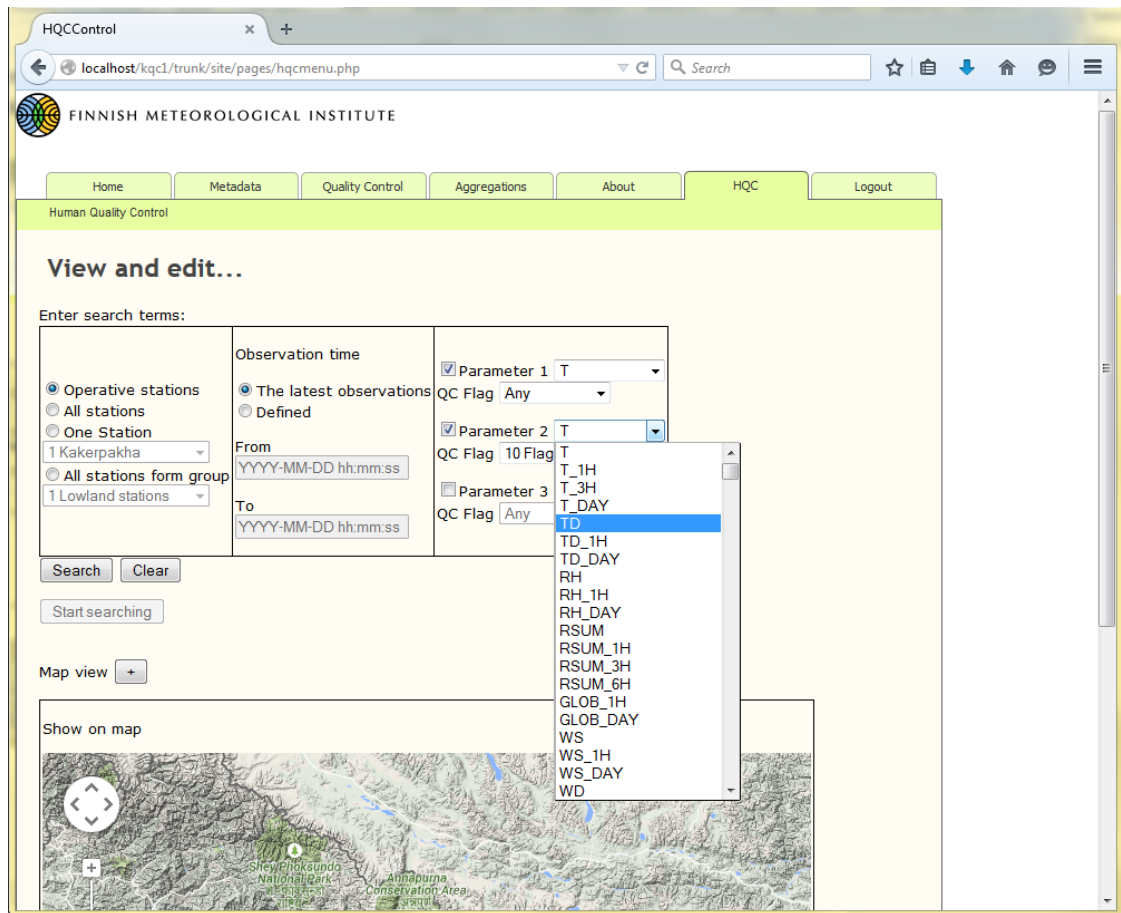 HQCControl
localhost/kqc1/trunk/site/pages/hqcmenu.php
Search
FINNISH METEOROLOGICAL INSTITUTE
Home
Metadata
Quality Control
Aggregations
About
HQC
Logout
Human Quality Control
View and edit...
Enter search terms:
Operative stations
All stations
One Station
1 Kakerpakha
All stations form group
1 Lowland stations
Observation time
The latest observations
Defined
From
YYYY-MM-DD hh:mm:ss
To
YYYY-MM-DD hh:mm:ss
Parameter 1 T
QC Flag Any
Parameter 2 T
QC Flag 10 Flag
Parameter 3
QC Flag Any
T
T_1H
T_3H
T_DAY
TD
TD_1H
TD_DAY
RH
RH_1H
RH_DAY
RSUM
RSUM_1H
RSUM_3H
RSUM_6H
GLOB_1H
GLOB_DAY
WS
WS_1H
WS_DAY
WD
Search Clear
Start searching
Map view +
Show on map
Shey Phoksundo
National Park
Annapurna
Conservation Area